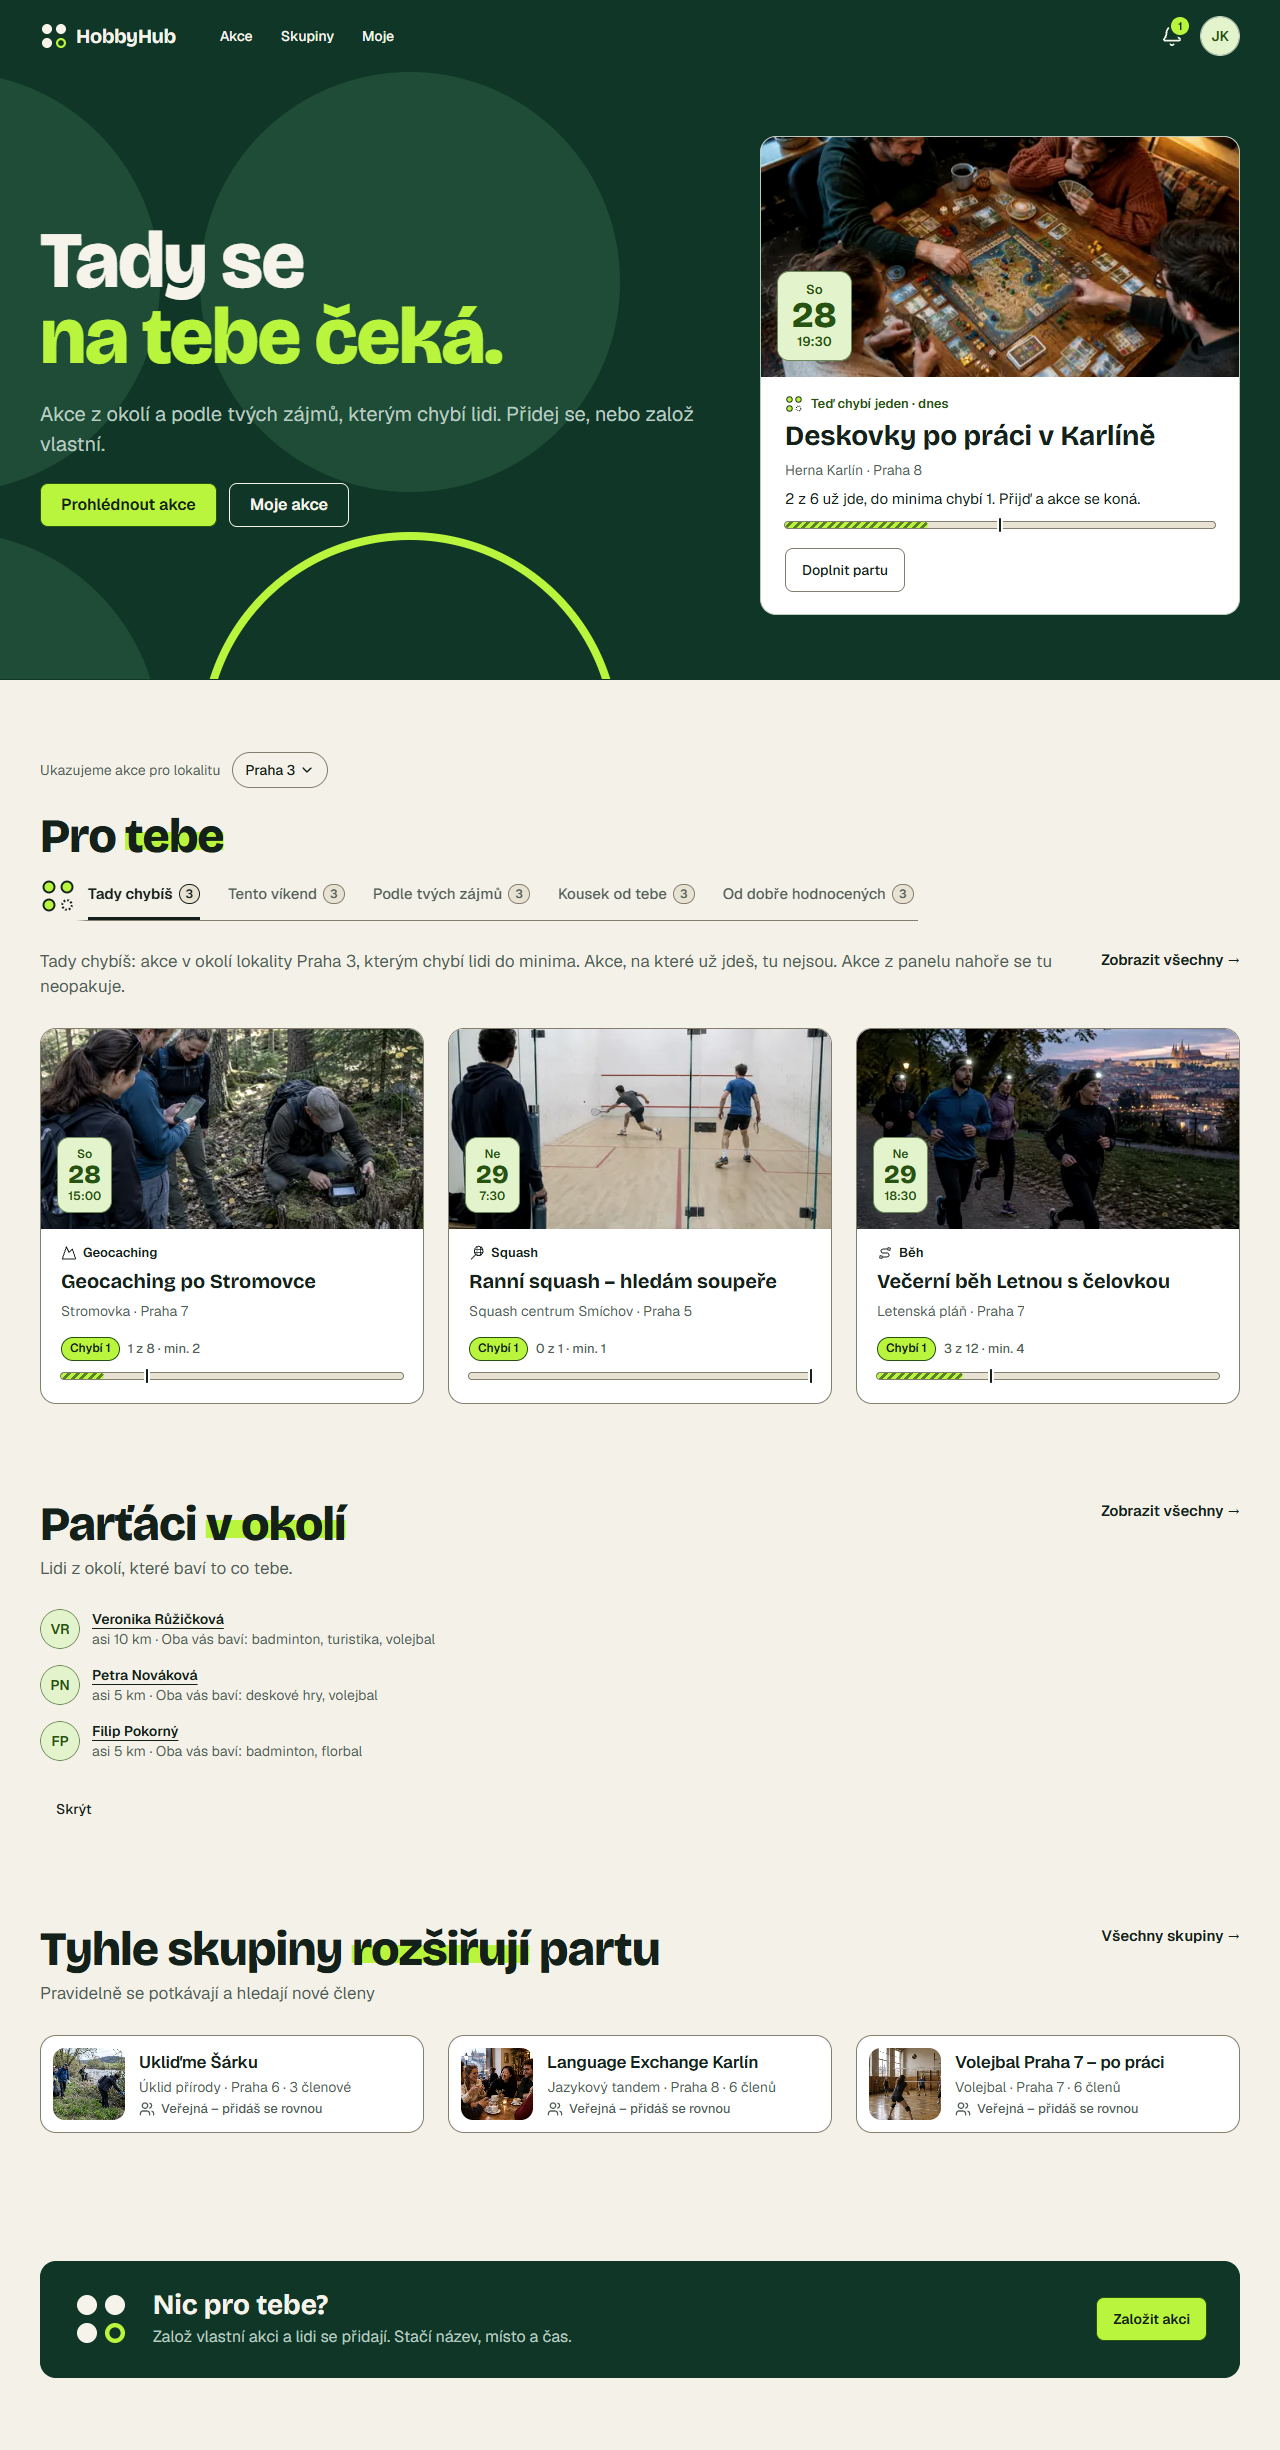 HobbyHub
Akce
Skupiny
Moje
1
JK
Tady se
na tebe čeká.
Akce z okolí a podle tvých zájmů, kterým chybí lidi. Přidej se, nebo založ
vlastní.
Prohlédnout akce
Moje akce
So
28
19:30
Teď chybí jeden · dnes
Deskovky po práci v Karlíně
Herna Karlín · Praha 8
2 z 6 už jde, do minima chybí 1. Přijď a akce se koná.
Doplnit partu
Ukazujeme akce pro lokalitu
Praha 3
Pro tebe
Tady chybíš 3
Tento víkend 3
Podle tvých zájmů 3
Kousek od tebe 3
Od dobře hodnocených 3
Tady chybíš: akce v okolí lokality Praha 3, kterým chybí lidi do minima. Akce, na které už jdeš, tu nejsou. Akce z panelu nahoře se tu
neopakuje.
Zobrazit všechny →
So
28
15:00
Geocaching
Geocaching po Stromovce
Stromovka · Praha 7
Chybí 1
1 z 8 · min. 2
Ne
29
7:30
Squash
Ranní squash – hledám soupeře
Squash centrum Smíchov · Praha 5
Chybí 1
0 z 1 · min. 1
Ne
29
18:30
Běh
Večerní běh Letnou s čelovkou
Letenská pláň · Praha 7
Chybí 1
3 z 12 · min. 4
Parťáci v okolí
Zobrazit všechny →
Lidi z okolí, které baví to co tebe.
VR
Veronika Růžičková
asi 10 km · Oba vás baví: badminton, turistika, volejbal
PN
Petra Nováková
asi 5 km · Oba vás baví: deskové hry, volejbal
FP
Filip Pokorný
asi 5 km · Oba vás baví: badminton, florbal
Skrýt
Tyhle skupiny rozšiřují partu
Všechny skupiny →
Pravidelně se potkávají a hledají nové členy
Ukliďme Šárku
Úklid přírody · Praha 6 · 3 členové
Veřejná – přidáš se rovnou
Language Exchange Karlín
Jazykový tandem · Praha 8 · 6 členů
Veřejná – přidáš se rovnou
Volejbal Praha 7 – po práci
Volejbal · Praha 7 · 6 členů
Veřejná – přidáš se rovnou
Nic pro tebe?
Založ vlastní akci a lidi se přidají. Stačí název, místo a čas.
Založit akci